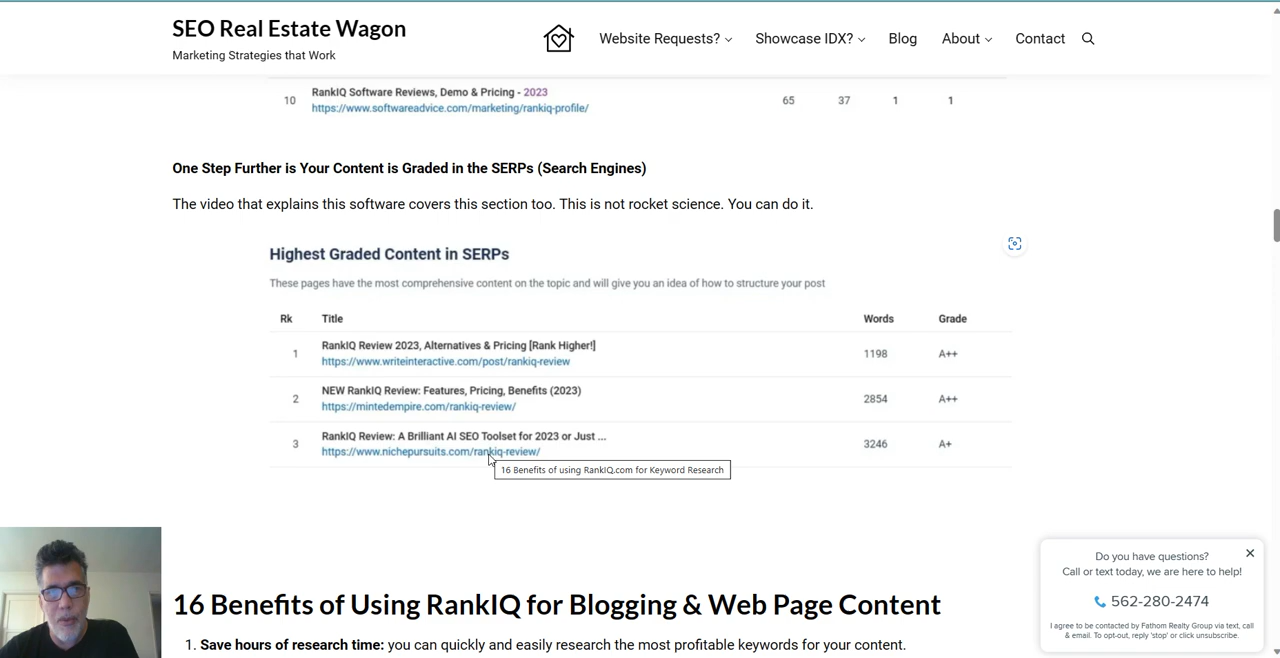 SEO Real Estate Wagon
Marketing Strategies that Work
Website Requests? Showcase IDX? Blog About Contact
10 RankIQ Software Reviews, Demo & Pricing - 2023 65 37 1 1
https://www.softwareadvice.com/marketing/rankiq-profile/
One Step Further is Your Content is Graded in the SERPs (Search Engines)
The video that explains this software covers this section too. This is not rocket science. You can do it.
Highest Graded Content in SERPs
These pages have the most comprehensive content on the topic and will give you an idea of how to structure your post
Rk Title Words Grade
1 RankIQ Review 2023, Alternatives & Pricing [Rank Higher!] 1198 A++
https://www.writeinteractive.com/post/rankiq-review
2 NEW RankIQ Review: Features, Pricing, Benefits (2023) 2854 A++
https://mintedempire.com/rankiq-review/
3 RankIQ Review: A Brilliant AI SEO Toolset for 2023 or Just ... 3246 A+
https://www.nichepursuits.com/rankiq-review/
16 Benefits of using RankIQ.com for Keyword Research
Do you have questions?
Call or text today, we are here to help!
562-280-2474
I agree to be contacted by Fathom Realty Group via text, call
& email. To opt-out, reply 'stop' or click unsubscribe.
16 Benefits of Using RankIQ for Blogging & Web Page Content
1. Save hours of research time: you can quickly and easily research the most profitable keywords for your content.